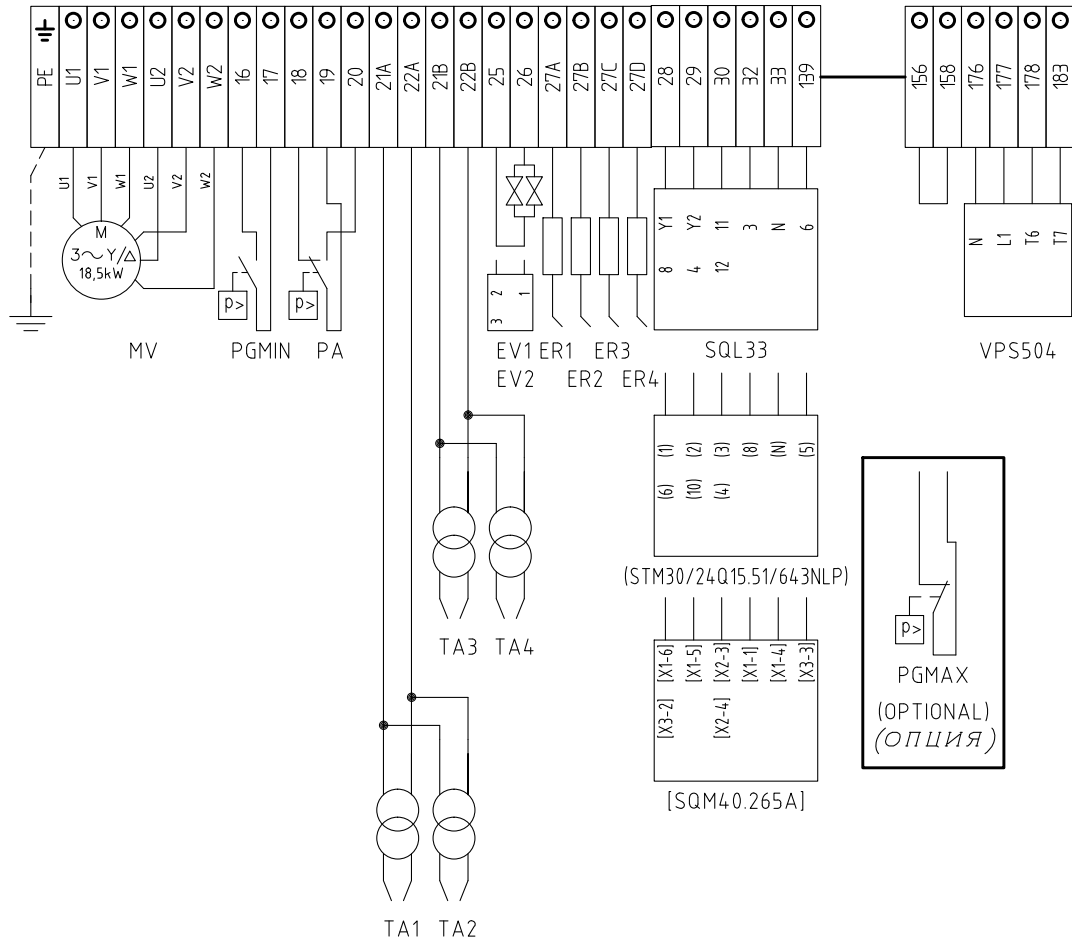 PE U1 V1 W1 U2 V2 W2 16 17 18 19 20 21A 22A 21B 22B 25 26 27A 27B 27C 27D 28 29 30 32 33 139 156 158 176 177 178 183
U1 V1 W1 U2 V2 W2
M
3~ Y/△
18,5kW
p>
p>
2 1
3
Y1 Y2 11 3 N 6
8 4 12
N L1 T6 T7
MV PGMIN PA EV1 ER1 ER3 SQL33 VPS504
EV2 ER2 ER4
(1) (2) (3) (8) (N) (5)
(6) (10) (4)
(STM30/24Q15.51/643NLP)
TA3 TA4
[X1-6] [X1-5] [X2-3] [X1-1] [X1-4] [X3-3]
[X3-2] [X2-4]
[SQM40.265A]
p>
PGMAX
(OPTIONAL)
(ОПЦИЯ)
TA1 TA2